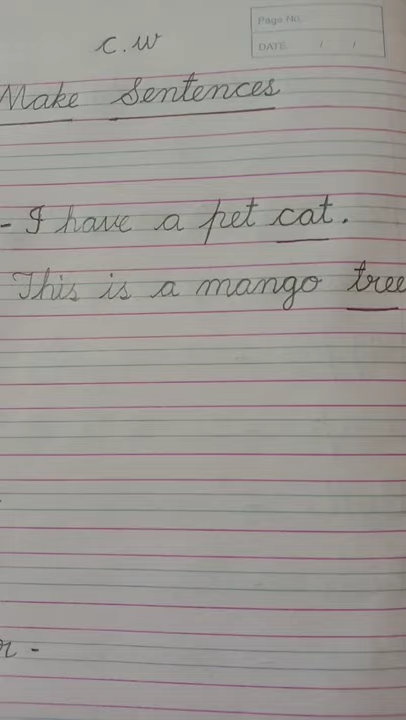 Page No.
DATE / /
c.w
Make Sentences
- I have a pet cat.
This is a mango tree
r -